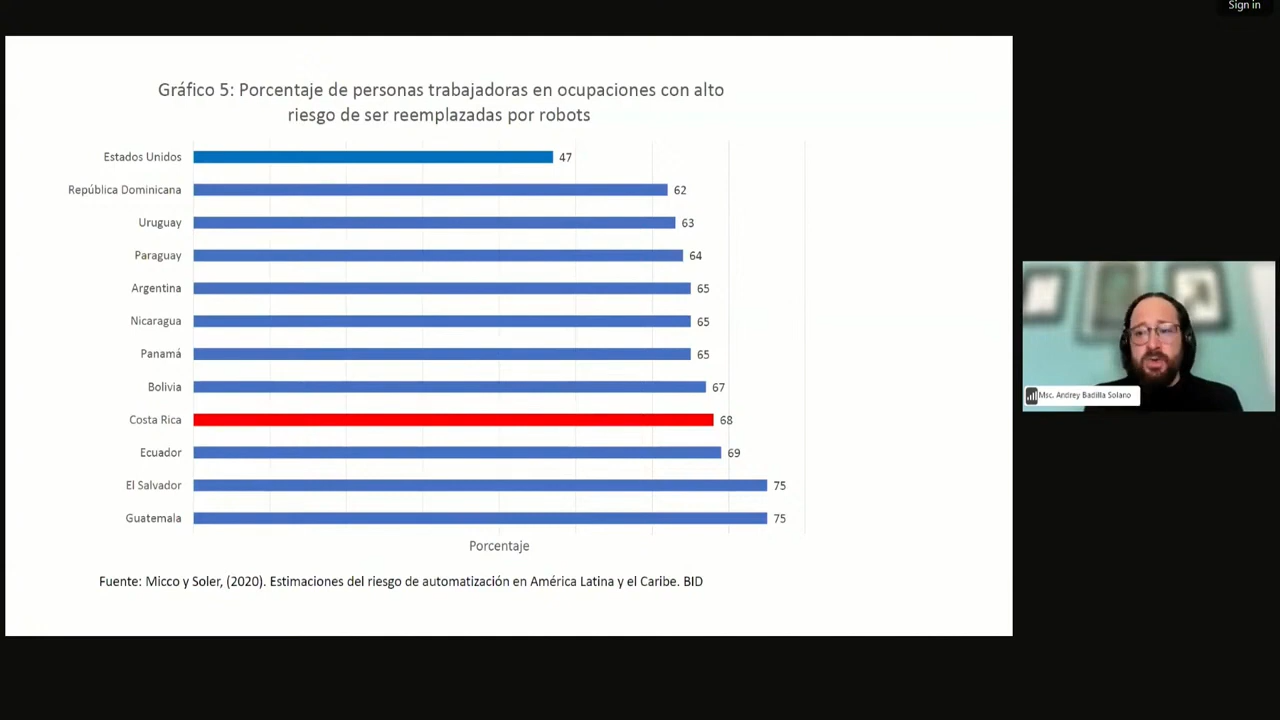 Sign in
Gráfico 5: Porcentaje de personas trabajadoras en ocupaciones con alto
riesgo de ser reemplazadas por robots
Estados Unidos 47
República Dominicana 62
Uruguay 63
Paraguay 64
Argentina 65
Nicaragua 65
Panamá 65
Bolivia 67
Costa Rica 68
Ecuador 69
El Salvador 75
Guatemala 75
Porcentaje
Fuente: Micco y Soler, (2020). Estimaciones del riesgo de automatización en América Latina y el Caribe. BID
Msc. Andrey Badilla Solano